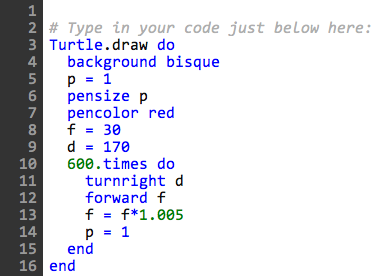 1
2 # Type in your code just below here:
3 Turtle.draw do
4   background bisque
5   p = 1
6   pensize p
7   pencolor red
8   f = 30
9   d = 170
10   600.times do
11     turnright d
12     forward f
13     f = f*1.005
14     p = 1
15   end
16 end